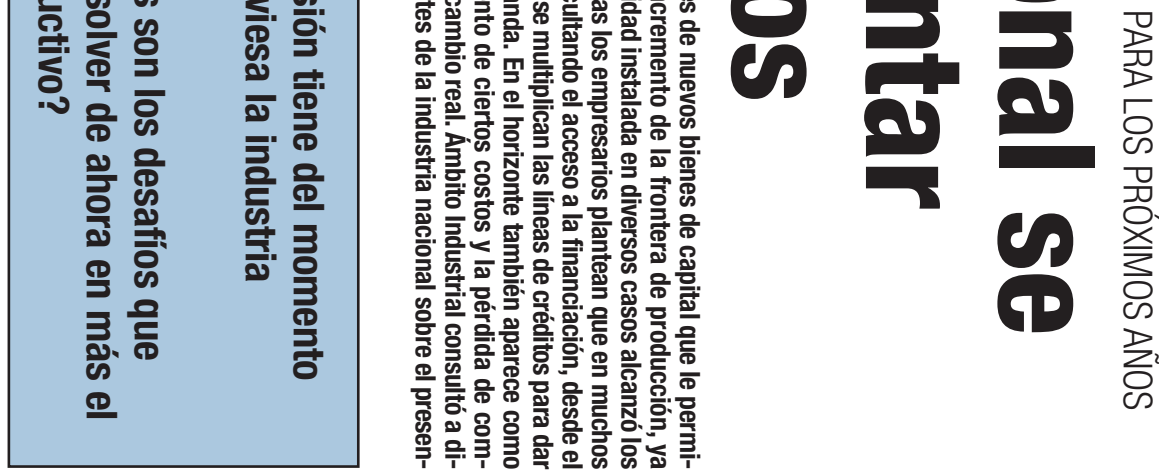 PARA LOS PRÓXIMOS AÑOS
onal se
ntar
os
es de nuevos bienes de capital que le permi-
ncremento de la frontera de producción, ya
idad instalada en diversos casos alcanzó los
as los empresarios plantean que en muchos
cultando el acceso a la financiación, desde el
se multiplican las líneas de créditos para dar
anda. En el horizonte también aparece como
nto de ciertos costos y la pérdida de com-
cambio real. Ámbito Industrial consultó a di-
tes de la industria nacional sobre el presen-
sión tiene del momento
viesa la industria
s son los desafíos que
solver de ahora en más el
uctivo?